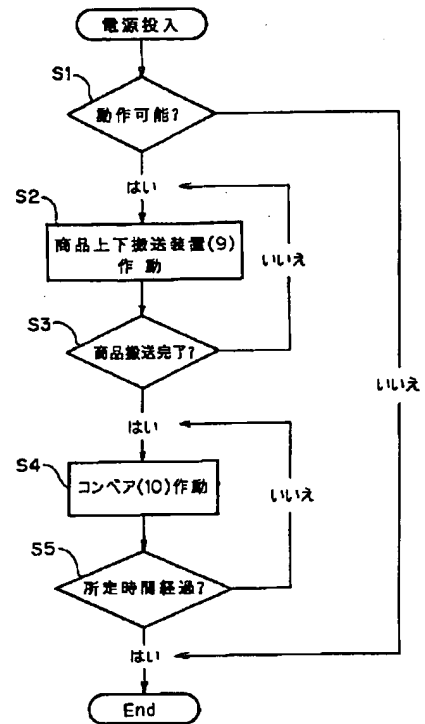 電源投入
S1
動作可能?
はい
S2
商品上下搬送装置(9)
作動
いいえ
S3
商品搬送完了?
いいえ
はい
S4
コンベア(10)作動
いいえ
S5
所定時間経過?
はい
End